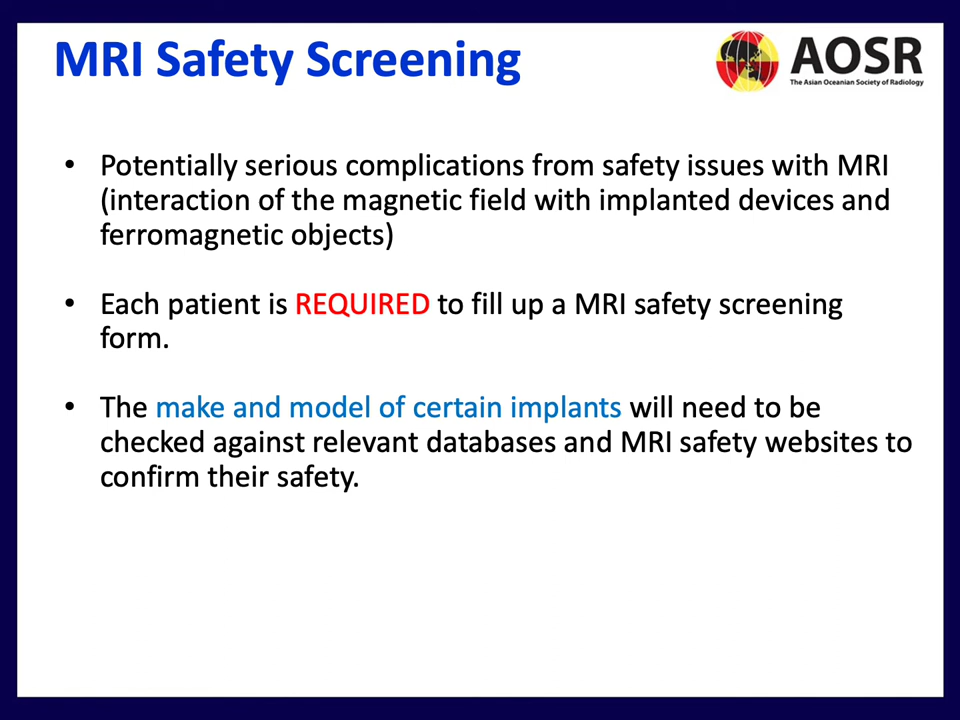 MRI Safety Screening
AOSR
The Asian Oceanian Society of Radiology
• Potentially serious complications from safety issues with MRI
(interaction of the magnetic field with implanted devices and
ferromagnetic objects)
• Each patient is REQUIRED to fill up a MRI safety screening
form.
• The make and model of certain implants will need to be
checked against relevant databases and MRI safety websites to
confirm their safety.